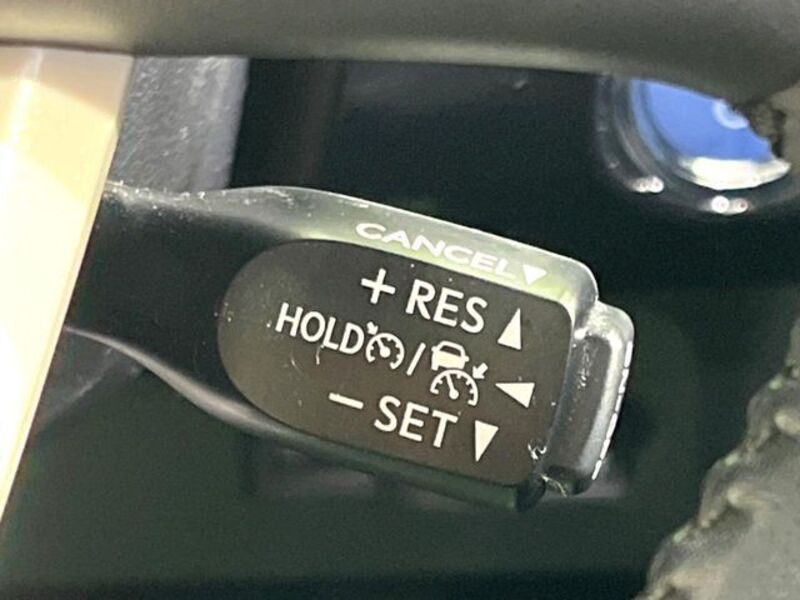 CANCEL▼
+ RES ▲
HOLD / ◀
− SET ▼